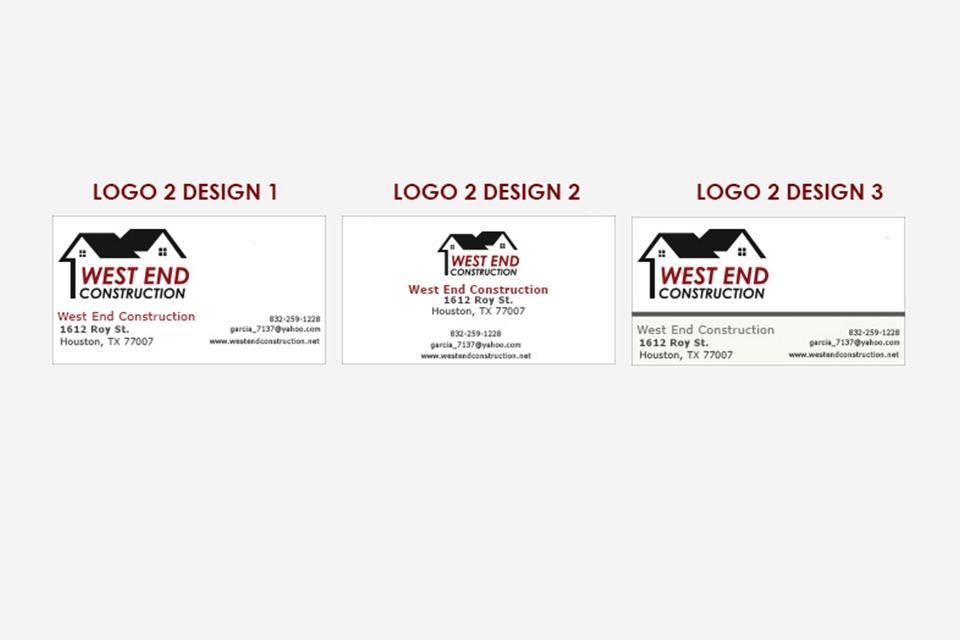 LOGO 2 DESIGN 1
WEST END
CONSTRUCTION
West End Construction
1612 Roy St.
Houston, TX 77007
832-259-1228
garcia_7137@yahoo.com
www.westendconstruction.net
LOGO 2 DESIGN 2
WEST END
CONSTRUCTION
West End Construction
1612 Roy St.
Houston, TX 77007
832-259-1228
garcia_7137@yahoo.com
www.westendconstruction.net
LOGO 2 DESIGN 3
WEST END
CONSTRUCTION
West End Construction
1612 Roy St.
Houston, TX 77007
832-259-1228
garcia_7137@yahoo.com
www.westendconstruction.net